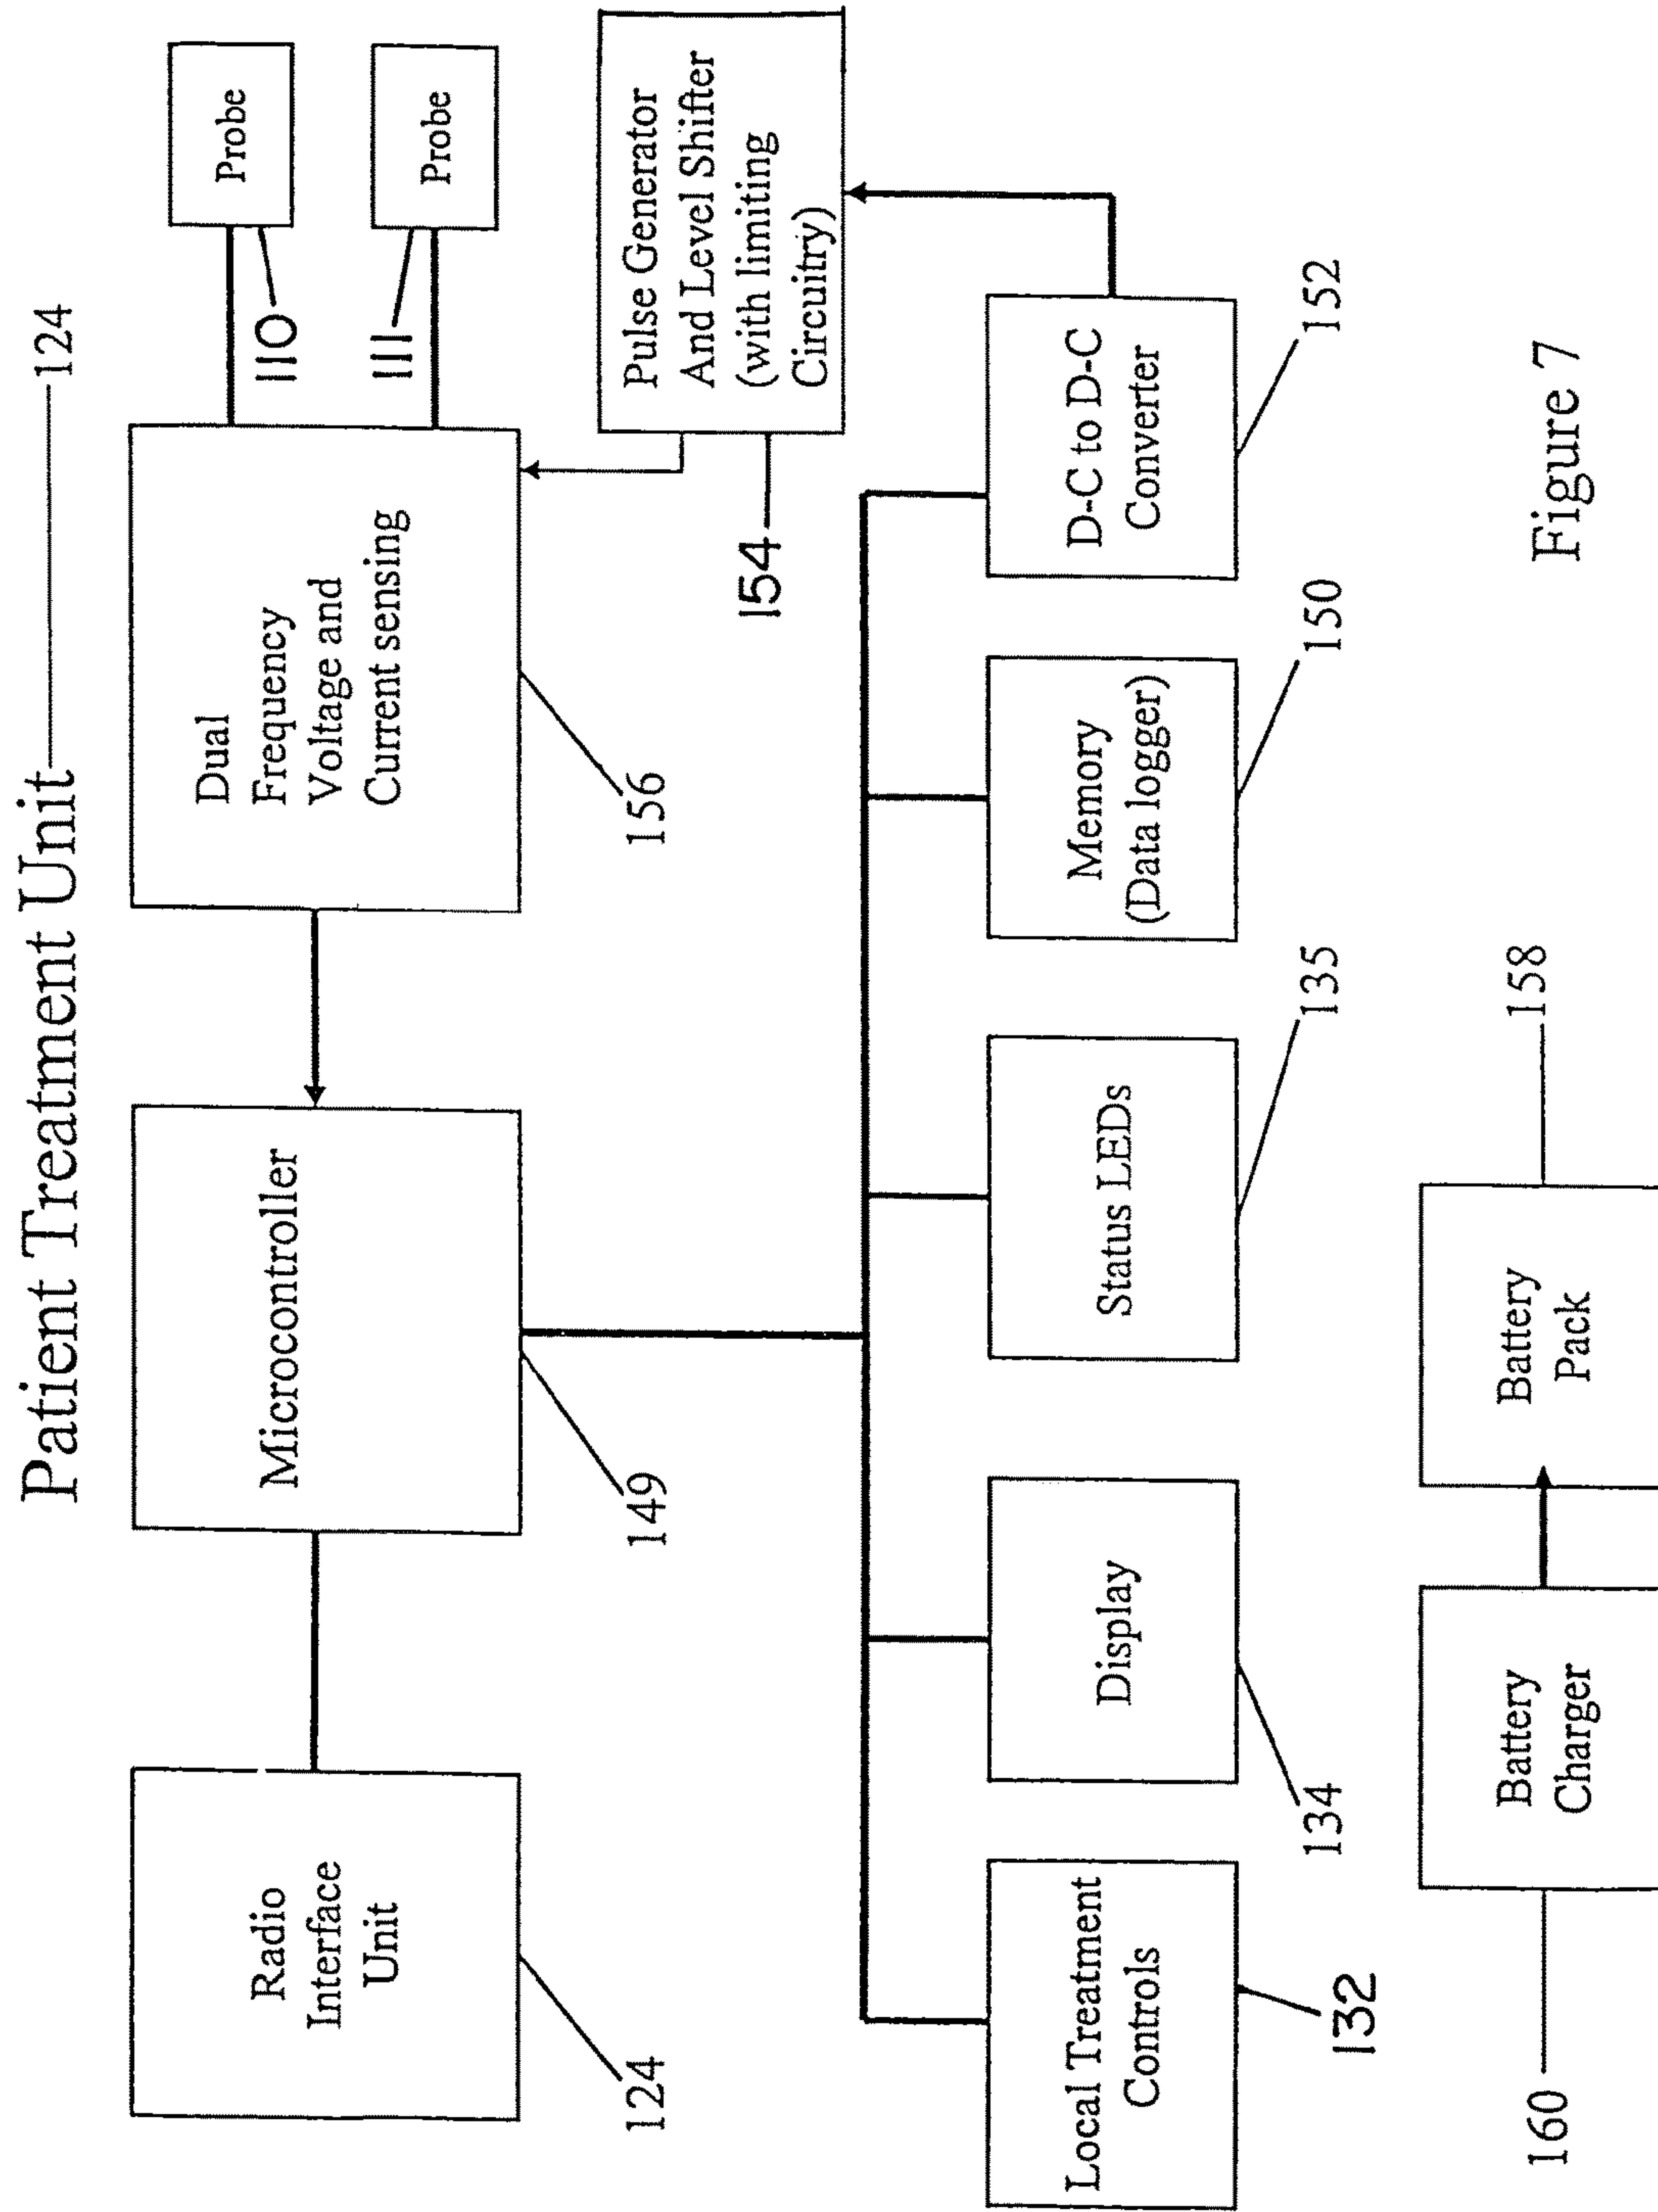 Patient Treatment Unit 124
Radio
Interface
Unit
124
Microcontroller
149
Dual
Frequency
Voltage and
Current sensing
156
Probe
110
Probe
111
Pulse Generator
And Level Shifter
(with limiting
Circuitry)
154
Local Treatment
Controls
132
Display
134
Status LEDs
135
Memory
(Data logger)
150
D-C to D-C
Converter
152
Battery
Charger
160
Battery
Pack
158
Figure 7